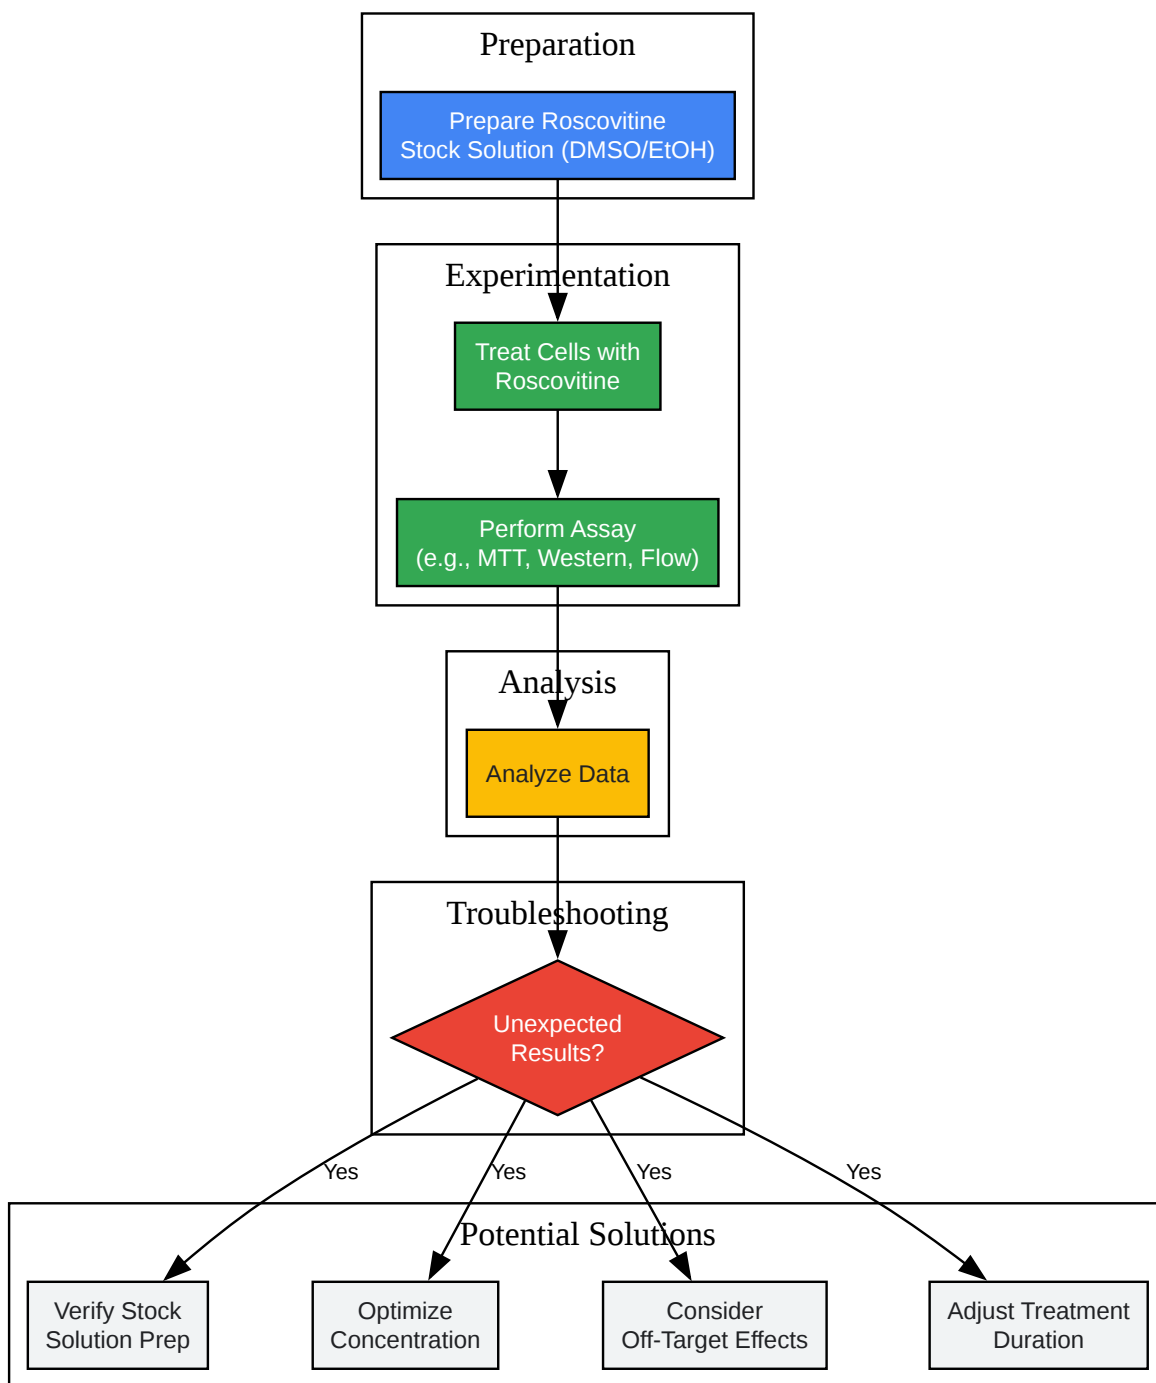 Preparation
Prepare Roscovitine
Stock Solution (DMSO/EtOH)
Experimentation
Treat Cells with
Roscovitine
Perform Assay
(e.g., MTT, Western, Flow)
Analysis
Analyze Data
Troubleshooting
Unexpected
Results?
Yes
Yes
Yes
Yes
Potential Solutions
Verify Stock
Solution Prep
Optimize
Concentration
Consider
Off-Target Effects
Adjust Treatment
Duration